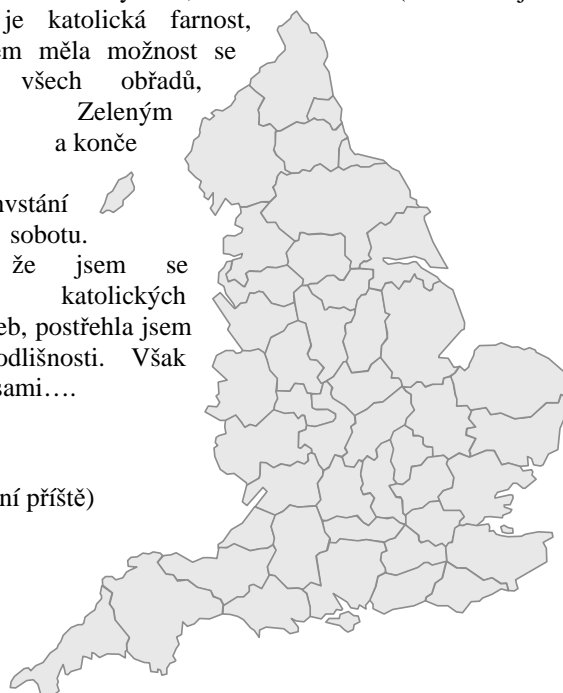 je katolická farnost,
em měla možnost se
všech obřadů,
Zeleným
a konče
vstání
sobotu.
že jsem se
katolických
eb, postřehla jsem
odlišnosti. Však
sami….
ní příště)